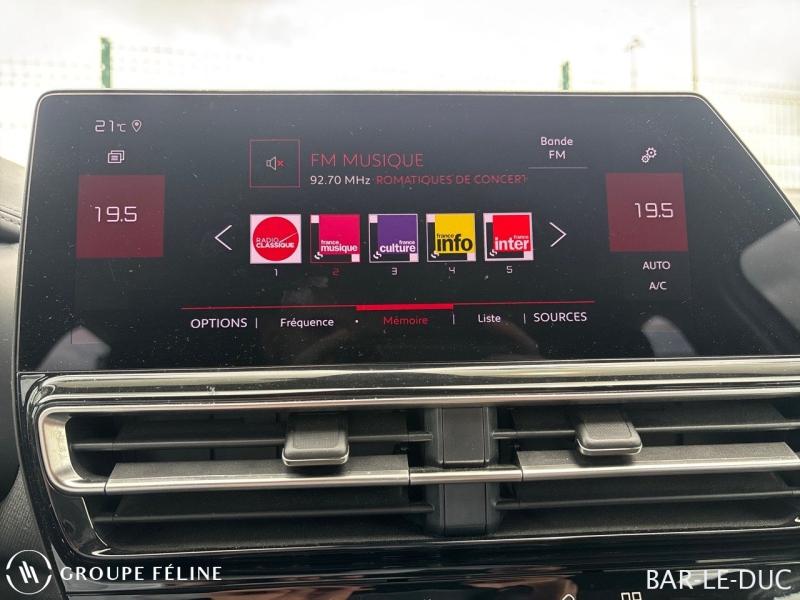 21°C
Bande
FM
FM MUSIQUE
92.70 MHz ROMATIQUES DE CONCERT
19.5
19.5
RADIO
CLASSIQUE
france
musique
france
culture
france
info
france
inter
1
2
3
4
5
AUTO
A/C
OPTIONS | Fréquence Mémoire | Liste | SOURCES
GROUPE FÉLINE
BAR-LE-DUC